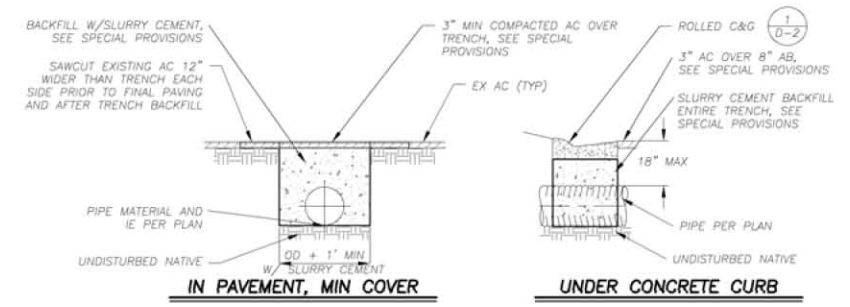 BACKFILL W/SLURRY CEMENT,
SEE SPECIAL PROVISIONS
SAWCUT EXISTING AC 12"
WIDER THAN TRENCH EACH
SIDE PRIOR TO FINAL PAVING
AND AFTER TRENCH BACKFILL
3" MIN COMPACTED AC OVER
TRENCH, SEE SPECIAL
PROVISIONS
EX AC (TYP)
PIPE MATERIAL AND
IE PER PLAN
UNDISTURBED NATIVE
OD + 1' MIN
W/ SLURRY CEMENT
IN PAVEMENT, MIN COVER
ROLLED C&G
1
D-2
3" AC OVER 8" AB,
SEE SPECIAL PROVISIONS
SLURRY CEMENT BACKFILL
ENTIRE TRENCH, SEE
SPECIAL PROVISIONS
18" MAX
PIPE PER PLAN
UNDISTURBED NATIVE
UNDER CONCRETE CURB